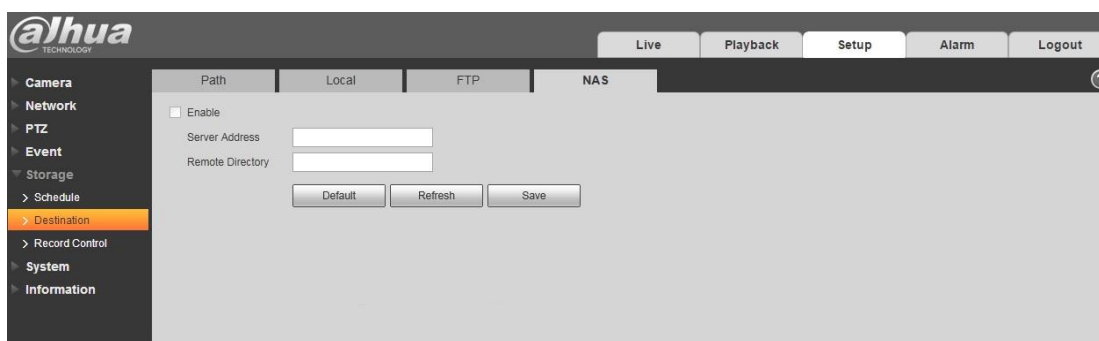 alhua
TECHNOLOGY
Live Playback Setup Alarm Logout
Camera
Network
PTZ
Event
Storage
> Schedule
> Destination
> Record Control
System
Information
Path Local FTP NAS
Enable
Server Address
Remote Directory
Default Refresh Save